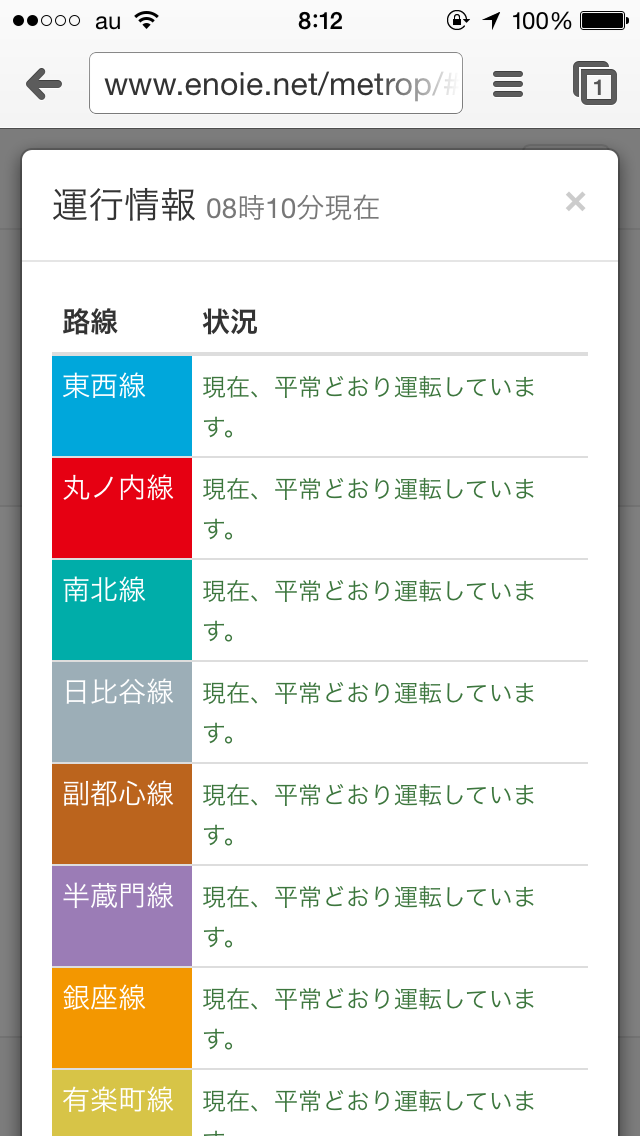 au 8:12 100%
www.enoie.net/metrop/# 1
運行情報 08時10分現在 ×
路線 状況
東西線 現在、平常どおり運転していま
す。
丸ノ内線 現在、平常どおり運転していま
す。
南北線 現在、平常どおり運転していま
す。
日比谷線 現在、平常どおり運転していま
す。
副都心線 現在、平常どおり運転していま
す。
半蔵門線 現在、平常どおり運転していま
す。
銀座線 現在、平常どおり運転していま
す。
有楽町線 現在、平常どおり運転していま